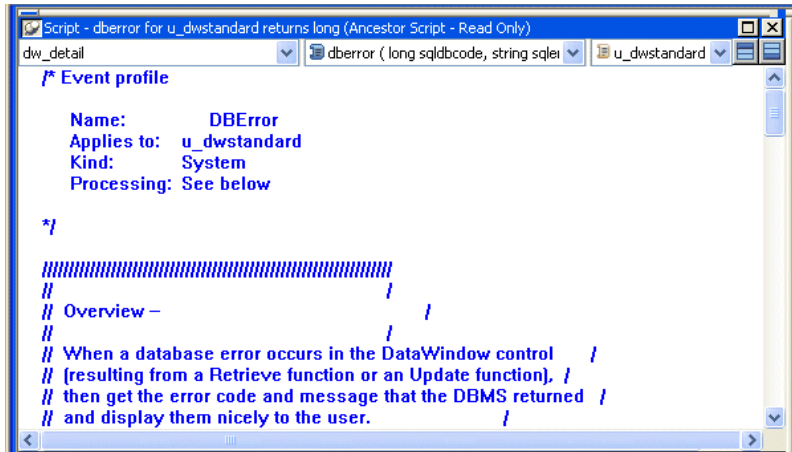 Script - dberror for u_dwstandard returns long (Ancestor Script - Read Only)
dw_detail dberror ( long sqldbcode, string sqler u_dwstandard
/* Event profile
Name: DBError
Applies to: u_dwstandard
Kind: System
Processing: See below
*/
////////////////////////////////////////////////////////////
// /
// Overview – /
// /
// When a database error occurs in the DataWindow control /
// (resulting from a Retrieve function or an Update function), /
// then get the error code and message that the DBMS returned /
// and display them nicely to the user. /